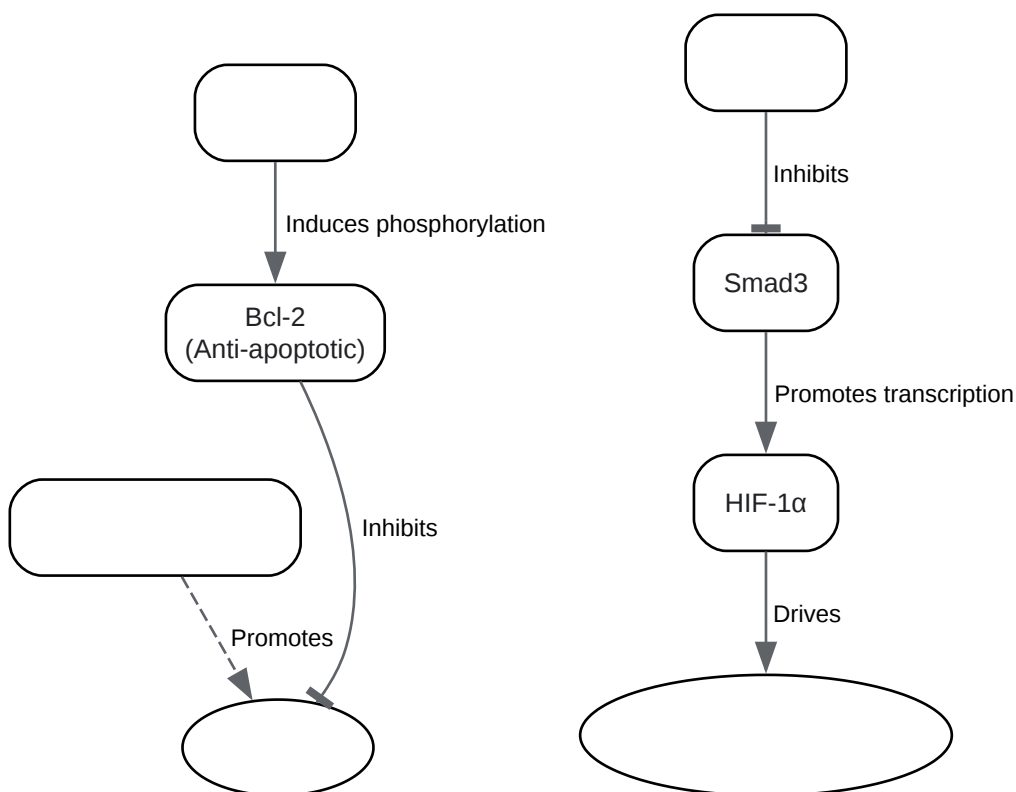 Induces phosphorylation
Bcl-2
(Anti-apoptotic)
Inhibits
Promotes
Inhibits
Smad3
Promotes transcription
HIF-1α
Drives